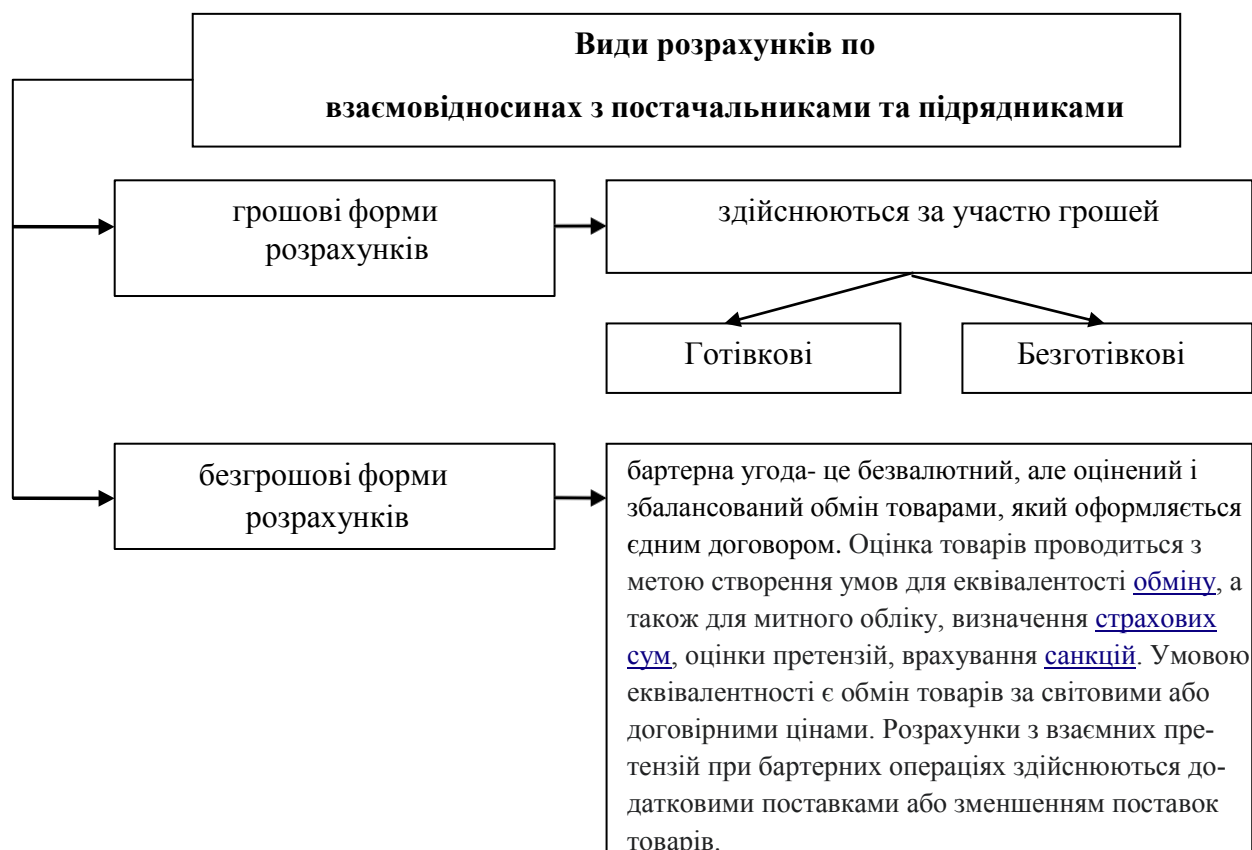 Види розрахунків по
взаємовідносинах з постачальниками та підрядниками
грошові форми
розрахунків
здійснюються за участю грошей
Готівкові
Безготівкові
безгрошові форми
розрахунків
бартерна угода- це безвалютний, але оцінений і
збалансований обмін товарами, який оформляється
єдним договором. Оцінка товарів проводиться з
метою створення умов для еквівалентості обміну, а
також для митного обліку, визначення страхових
сум, оцінки претензій, врахування санкцій. Умовою
еквівалентності є обмін товарів за світовими або
договірними цінами. Розрахунки з взаємних пре-
тензій при бартерних операціях здійснюються до-
датковими поставками або зменшенням поставок
товарів.